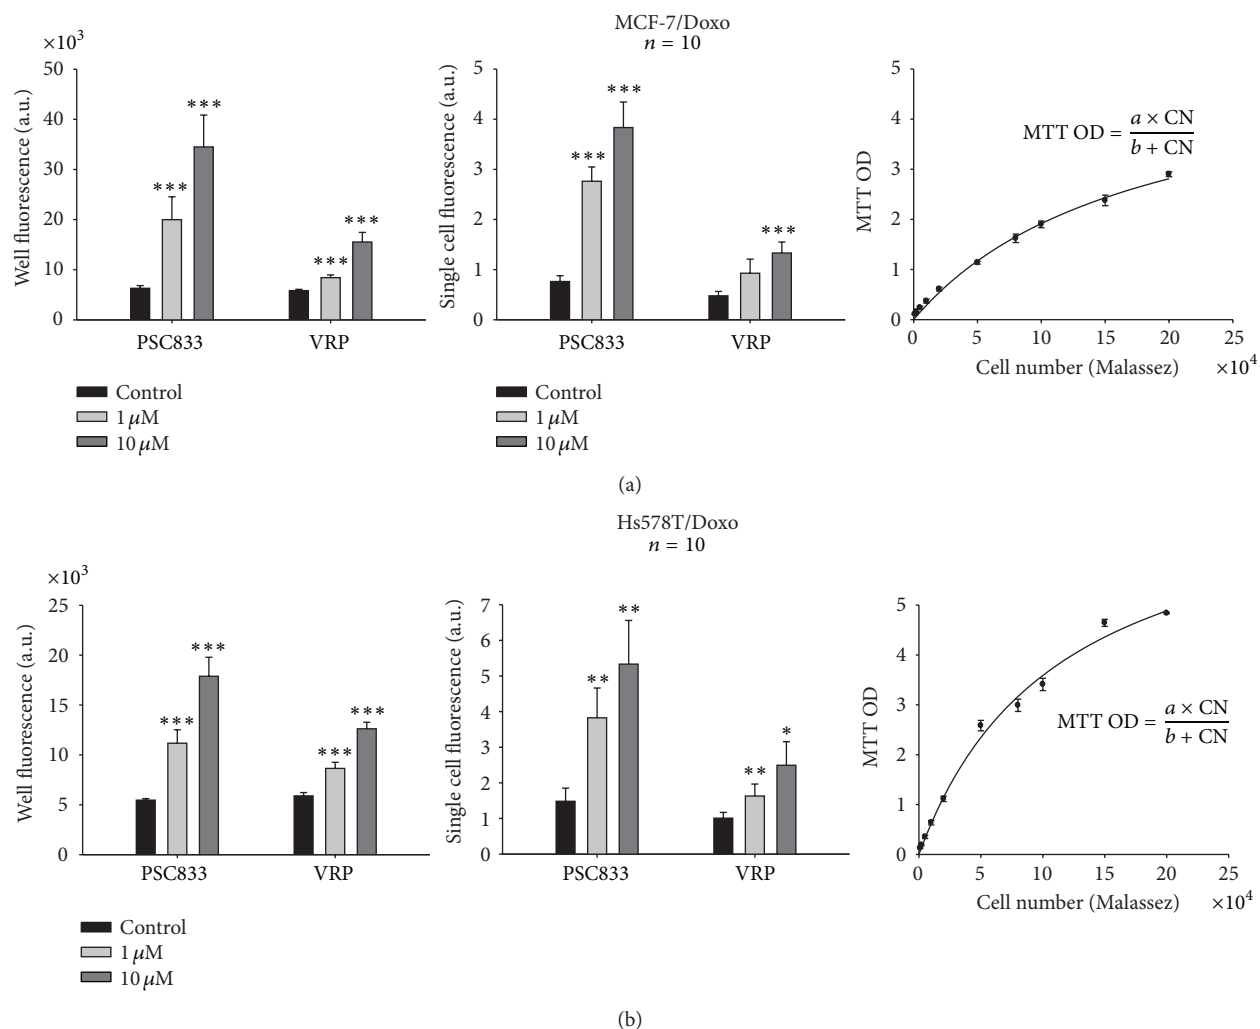 MCF-7/Doxo
n = 10
×10³
Well fluorescence (a.u.)
50
40
30
20
10
0
***
***
***
***
PSC833
VRP
Control
1 μM
10 μM
Single cell fluorescence (a.u.)
5
4
3
2
1
0
***
***
***
PSC833
VRP
Control
1 μM
10 μM
MTT OD
5
4
3
2
1
0
MTT OD = a × CN / b + CN
0 5 10 15 20 25
Cell number (Malassez) ×10⁴
(a)
Hs578T/Doxo
n = 10
×10³
Well fluorescence (a.u.)
25
20
15
10
5
0
***
***
***
***
PSC833
VRP
Control
1 μM
10 μM
Single cell fluorescence (a.u.)
7
6
5
4
3
2
1
0
**
**
**
*
PSC833
VRP
MTT OD
5
4
3
2
1
0
MTT OD = a × CN / b + CN
0 5 10 15 20 25
Cell number (Malassez) ×10⁴
(b)